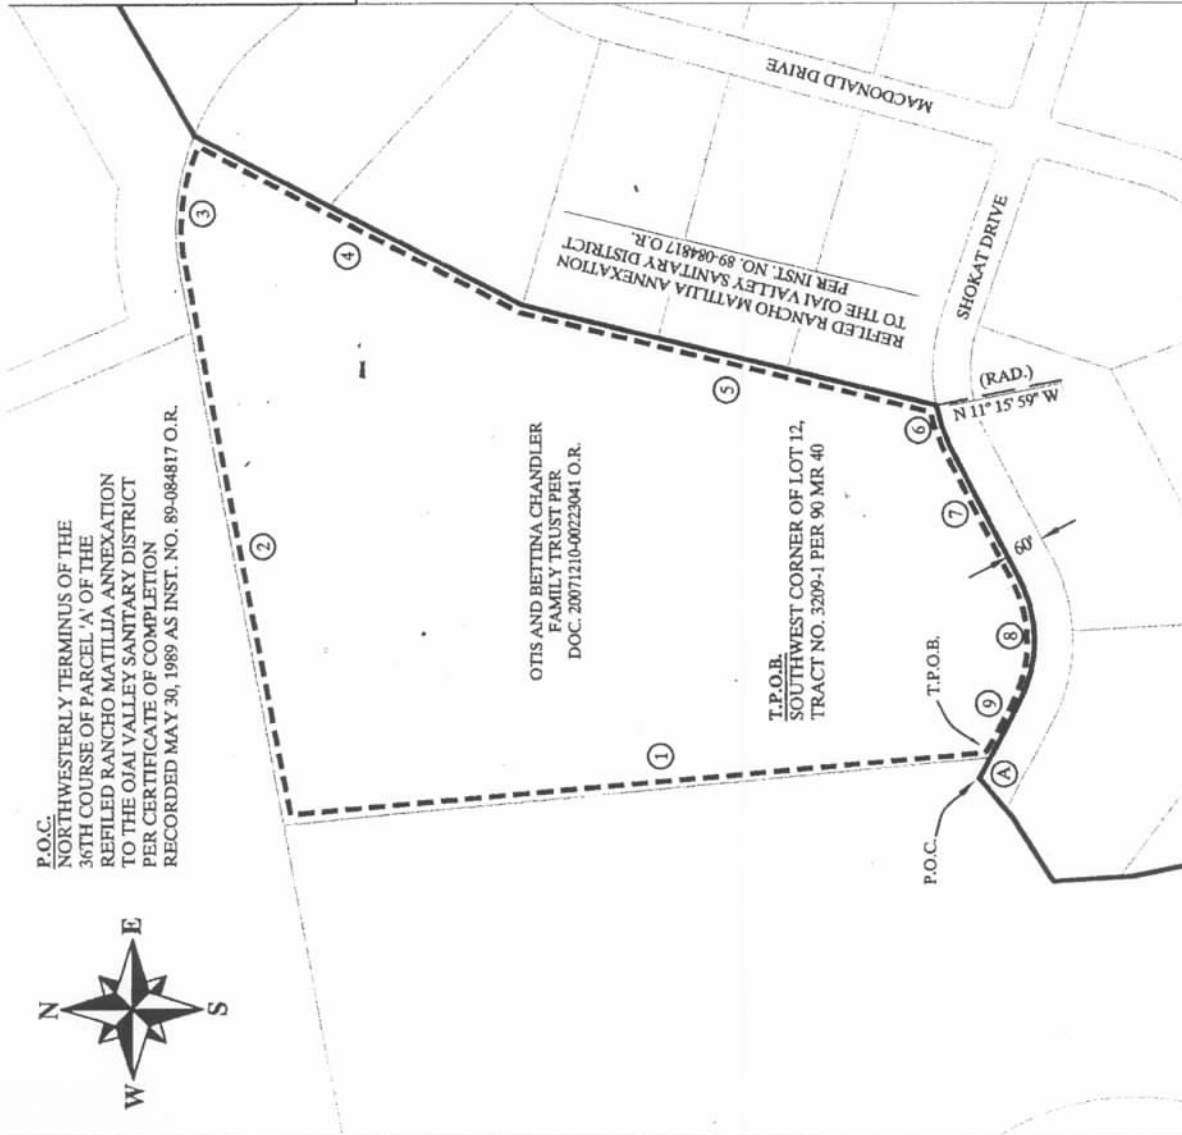 P.O.C.
NORTHWESTERLY TERMINUS OF THE
36TH COURSE OF PARCEL 'A' OF THE
REFILED RANCHO MATILIJA ANNEXATION
TO THE OJAI VALLEY SANITARY DISTRICT
PER CERTIFICATE OF COMPLETION
RECORDED MAY 30, 1989 AS INST. NO. 89-084817 O.R.
N
W
E
S
3
2
4
MACDONALD DRIVE
REFILED RANCHO MATILIJA ANNEXATION
TO THE OJAI VALLEY SANITARY DISTRICT
PER INST. NO. 89-084817 O.R.
5
OTIS AND BETTINA CHANDLER
FAMILY TRUST PER
DOC. 20071210-00223041 O.R.
SHOKAT DRIVE
(RAD.)
N 11° 15' 59" W
6
7
60'
T.P.O.B.
SOUTHWEST CORNER OF LOT 12,
TRACT NO. 3209-1 PER 90 MR 40
1
T.P.O.B.
8
9
A
P.O.C.